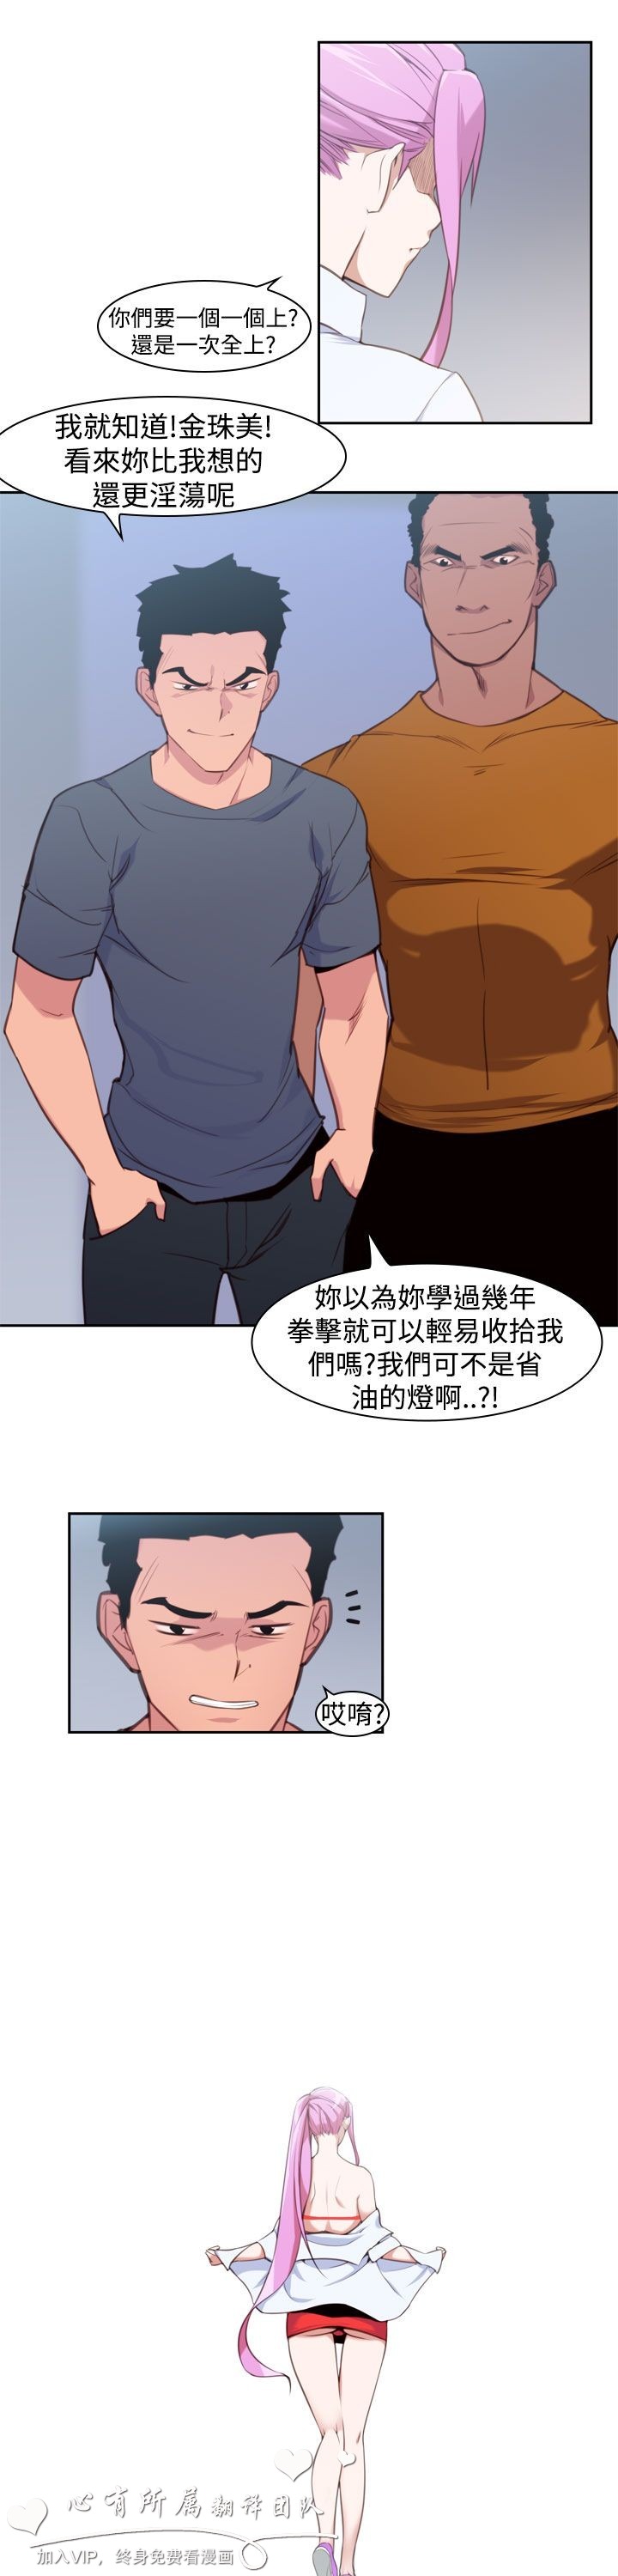 你們要一個一個上?
還是一次全上?
我就知道!金珠美!
看來妳比我想的
還更淫蕩呢
妳以為妳學過幾年
拳擊就可以輕易收拾我
們嗎?我們可不是省
油的燈啊..?!
哎唷?
心有所属翻译团队
加入VIP，终身免费看漫画